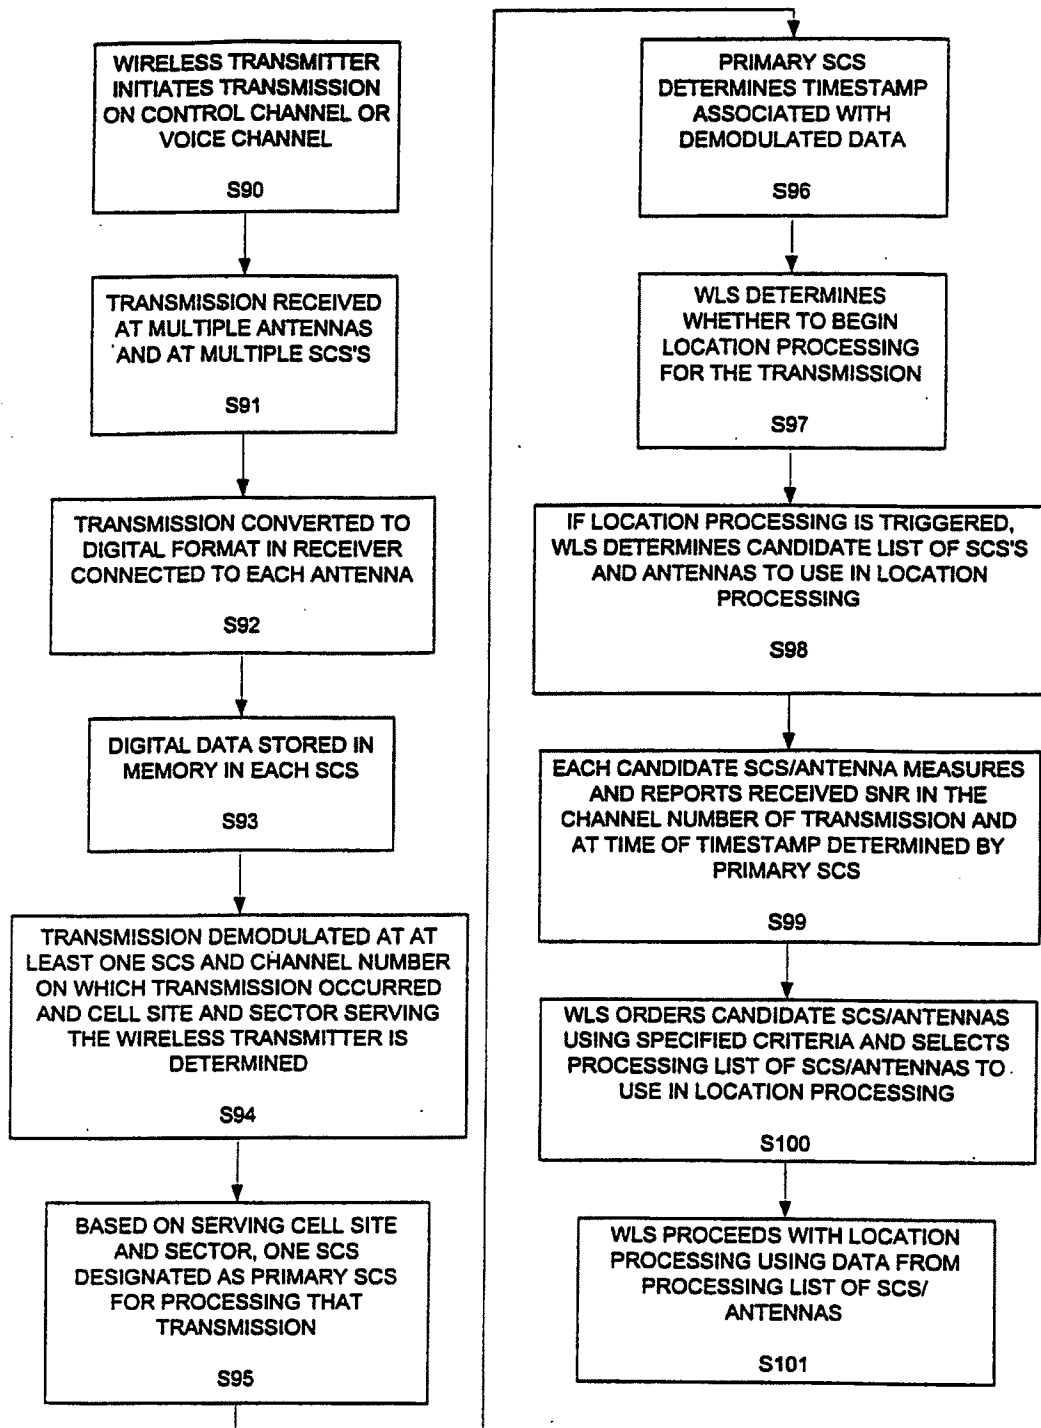 WIRELESS TRANSMITTER
INITIATES TRANSMISSION
ON CONTROL CHANNEL OR
VOICE CHANNEL
S90
TRANSMISSION RECEIVED
AT MULTIPLE ANTENNAS
AND AT MULTIPLE SCS'S
S91
TRANSMISSION CONVERTED TO
DIGITAL FORMAT IN RECEIVER
CONNECTED TO EACH ANTENNA
S92
DIGITAL DATA STORED IN
MEMORY IN EACH SCS
S93
TRANSMISSION DEMODULATED AT AT
LEAST ONE SCS AND CHANNEL NUMBER
ON WHICH TRANSMISSION OCCURRED
AND CELL SITE AND SECTOR SERVING
THE WIRELESS TRANSMITTER IS
DETERMINED
S94
BASED ON SERVING CELL SITE
AND SECTOR, ONE SCS
DESIGNATED AS PRIMARY SCS
FOR PROCESSING THAT
TRANSMISSION
S95
PRIMARY SCS
DETERMINES TIMESTAMP
ASSOCIATED WITH
DEMODULATED DATA
S96
WLS DETERMINES
WHETHER TO BEGIN
LOCATION PROCESSING
FOR THE TRANSMISSION
S97
IF LOCATION PROCESSING IS TRIGGERED,
WLS DETERMINES CANDIDATE LIST OF SCS'S
AND ANTENNAS TO USE IN LOCATION
PROCESSING
S98
EACH CANDIDATE SCS/ANTENNA MEASURES
AND REPORTS RECEIVED SNR IN THE
CHANNEL NUMBER OF TRANSMISSION AND
AT TIME OF TIMESTAMP DETERMINED BY
PRIMARY SCS
S99
WLS ORDERS CANDIDATE SCS/ANTENNAS
USING SPECIFIED CRITERIA AND SELECTS
PROCESSING LIST OF SCS/ANTENNAS TO
USE IN LOCATION PROCESSING
S100
WLS PROCEEDS WITH LOCATION
PROCESSING USING DATA FROM
PROCESSING LIST OF SCS/
ANTENNAS
S101